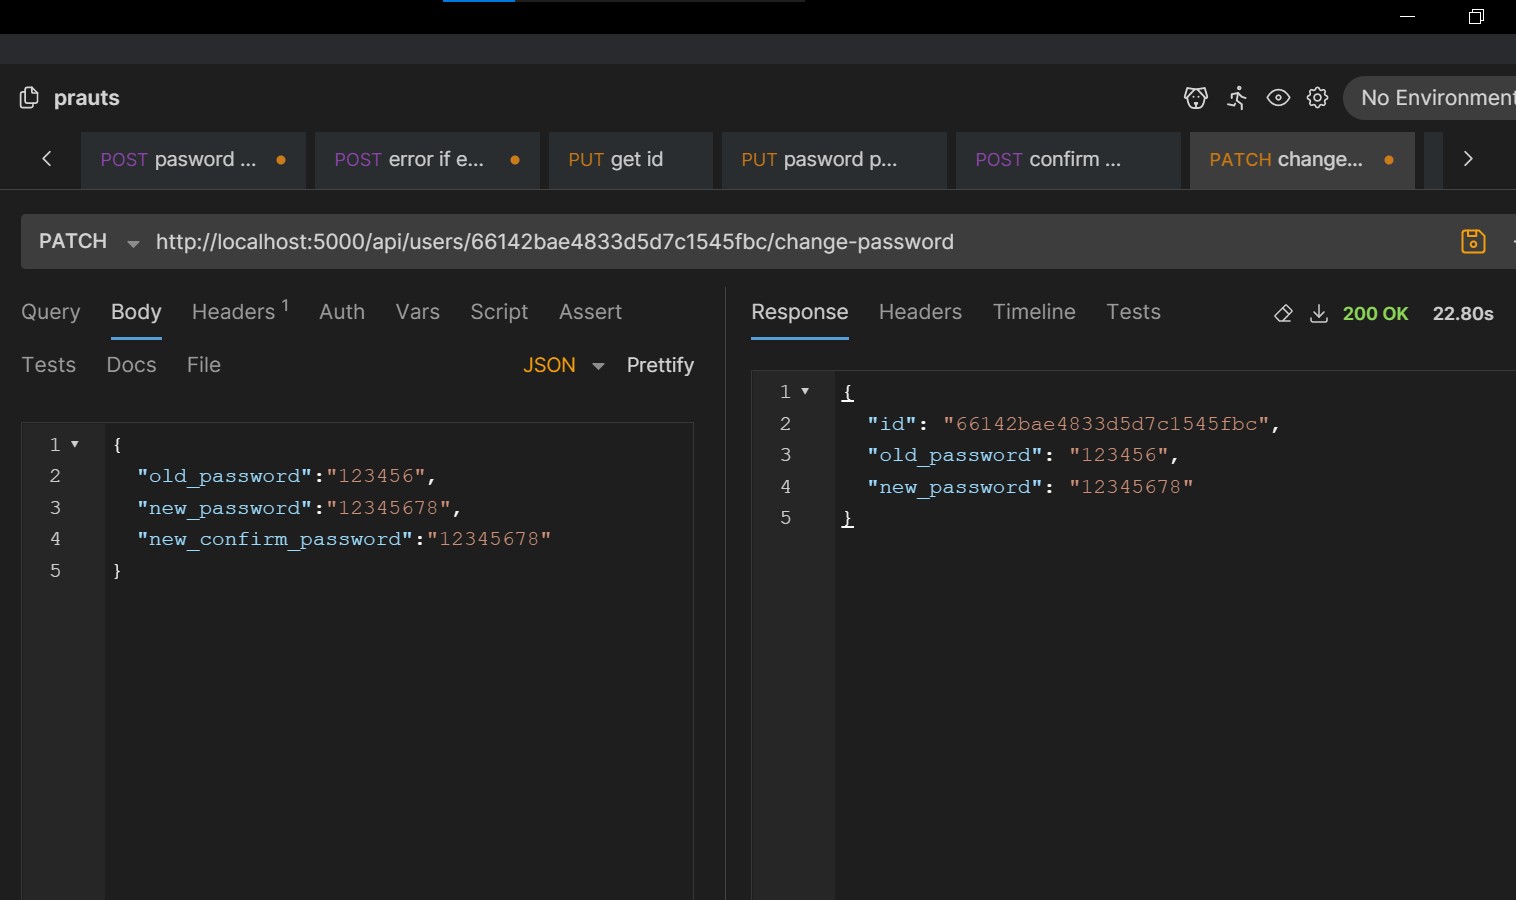 prauts
No Environment
POST pasword ...
POST error if e...
PUT get id
PUT pasword p...
POST confirm ...
PATCH change...
PATCH http://localhost:5000/api/users/66142bae4833d5d7c1545fbc/change-password
Query Body Headers 1 Auth Vars Script Assert
Tests Docs File JSON Prettify
1 {
2 "old_password":"123456",
3 "new_password":"12345678",
4 "new_confirm_password":"12345678"
5 }
Response Headers Timeline Tests 200 OK 22.80s
1 {
2 "id": "66142bae4833d5d7c1545fbc",
3 "old_password": "123456",
4 "new_password": "12345678"
5 }